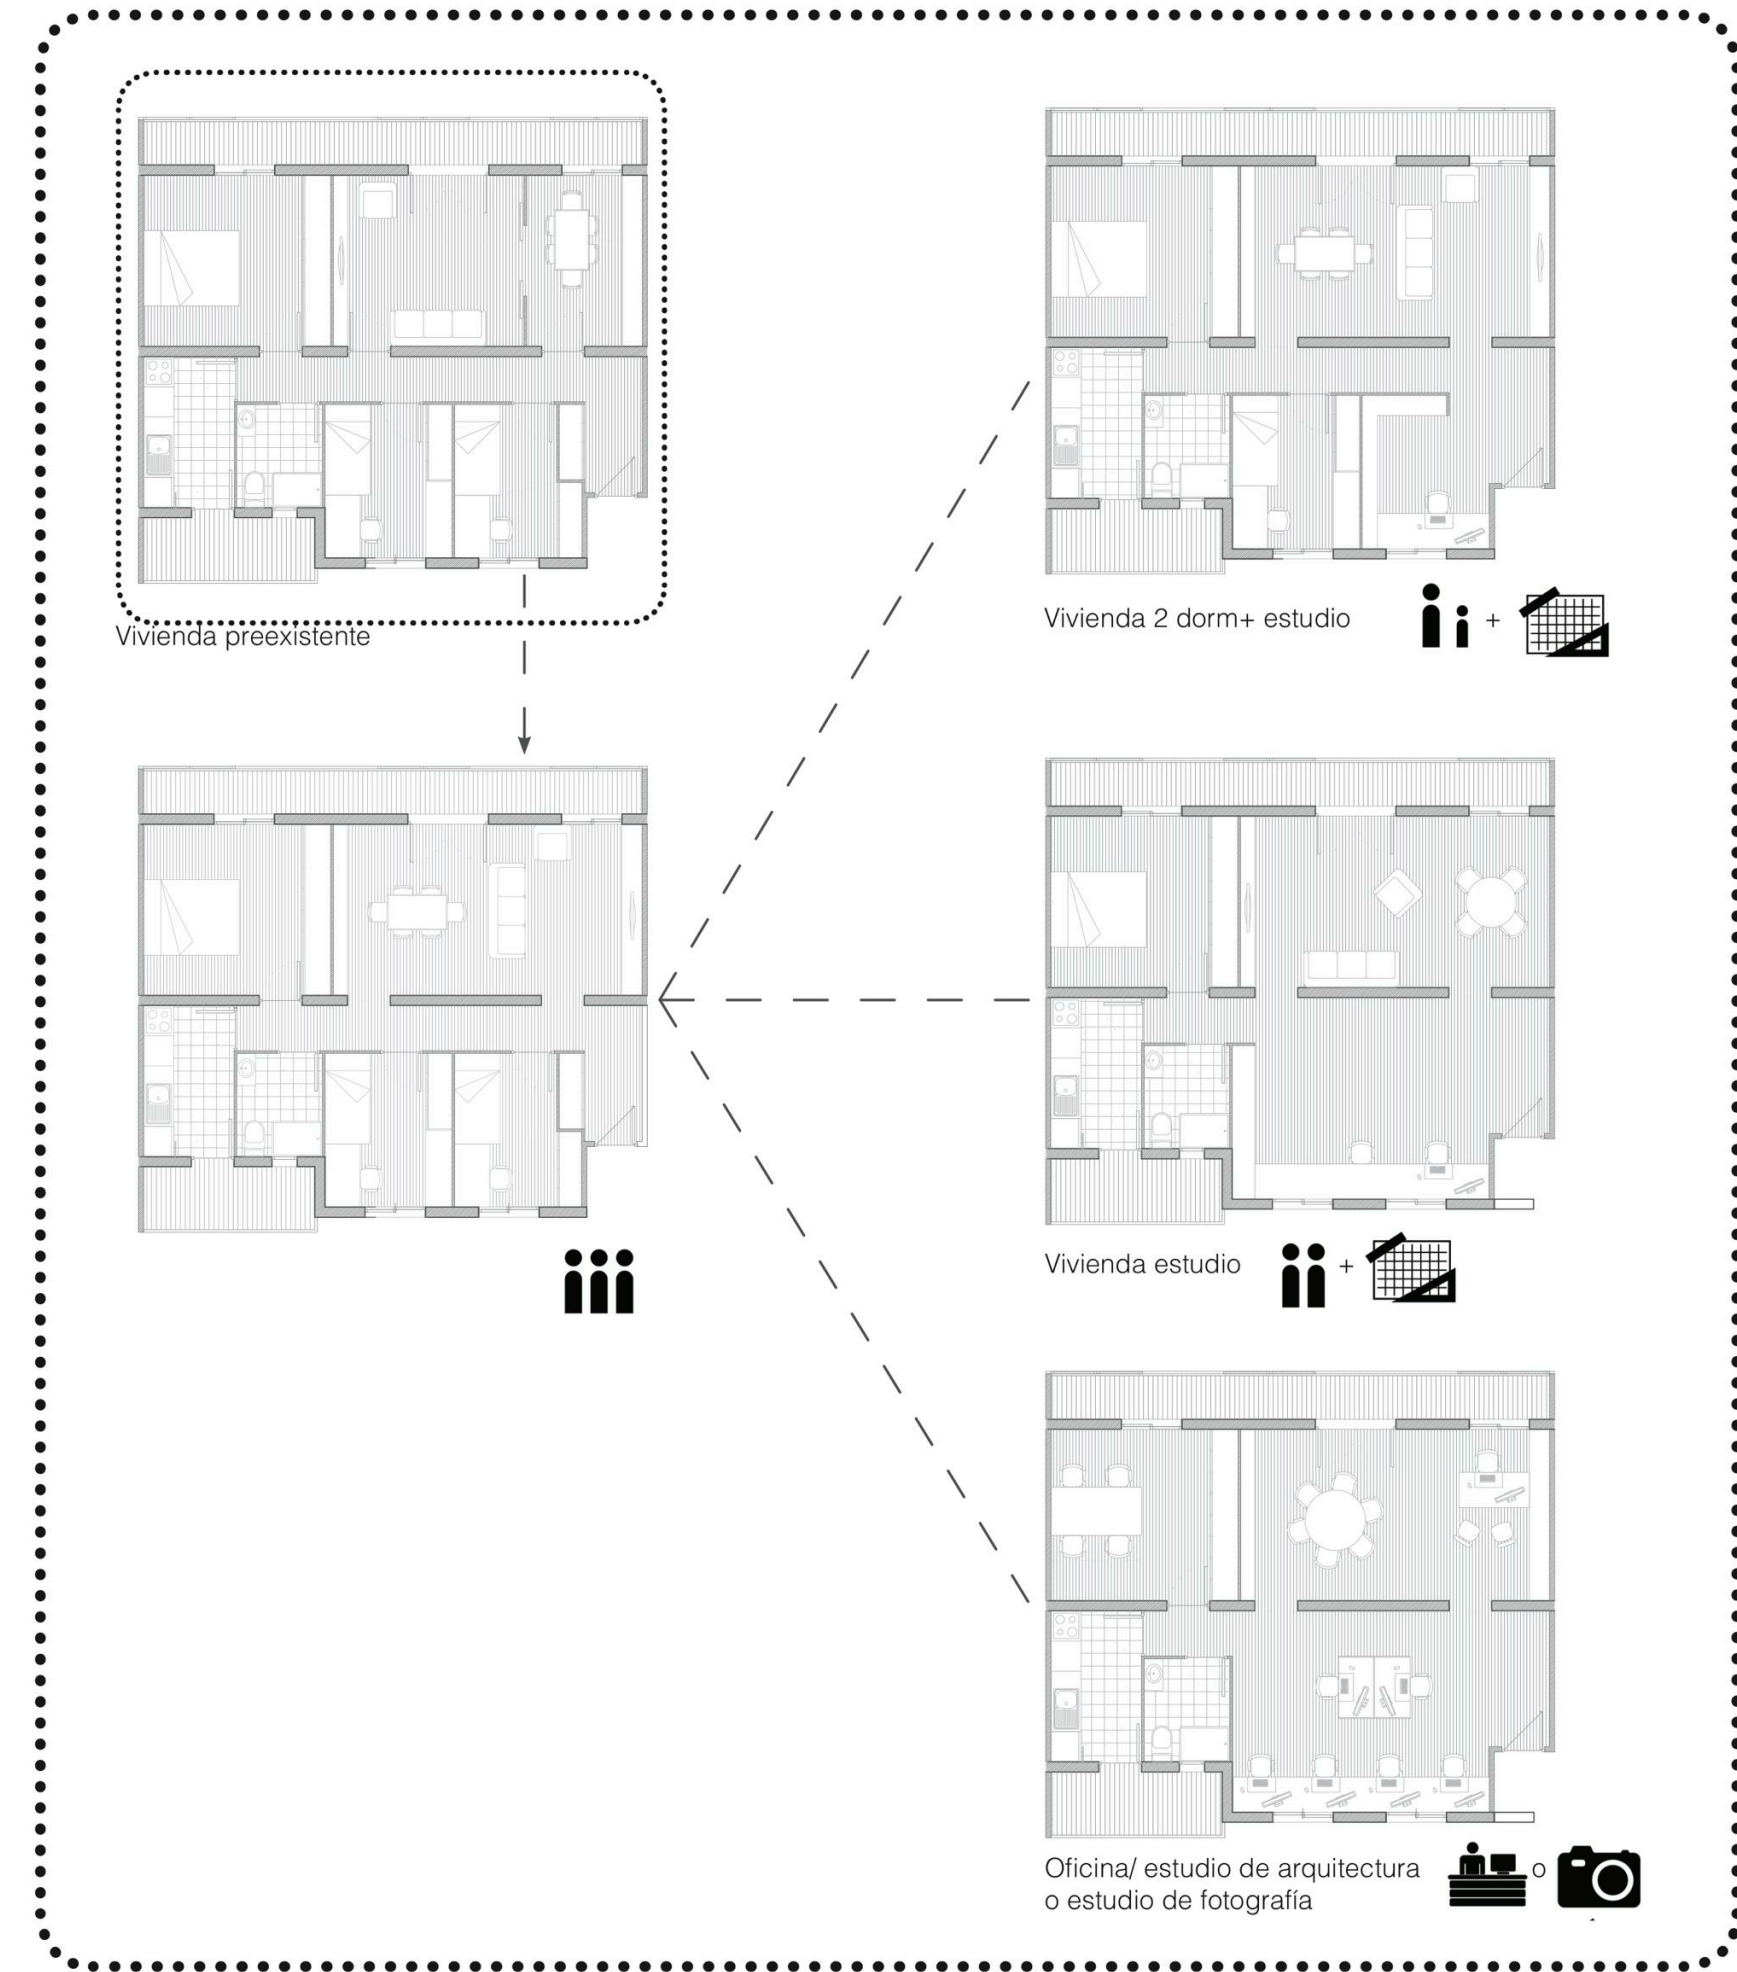 Vivienda preexistente
Vivienda 2 dorm+ estudio
+
Vivienda estudio
+
Oficina/ estudio de arquitectura
o estudio de fotografía
o